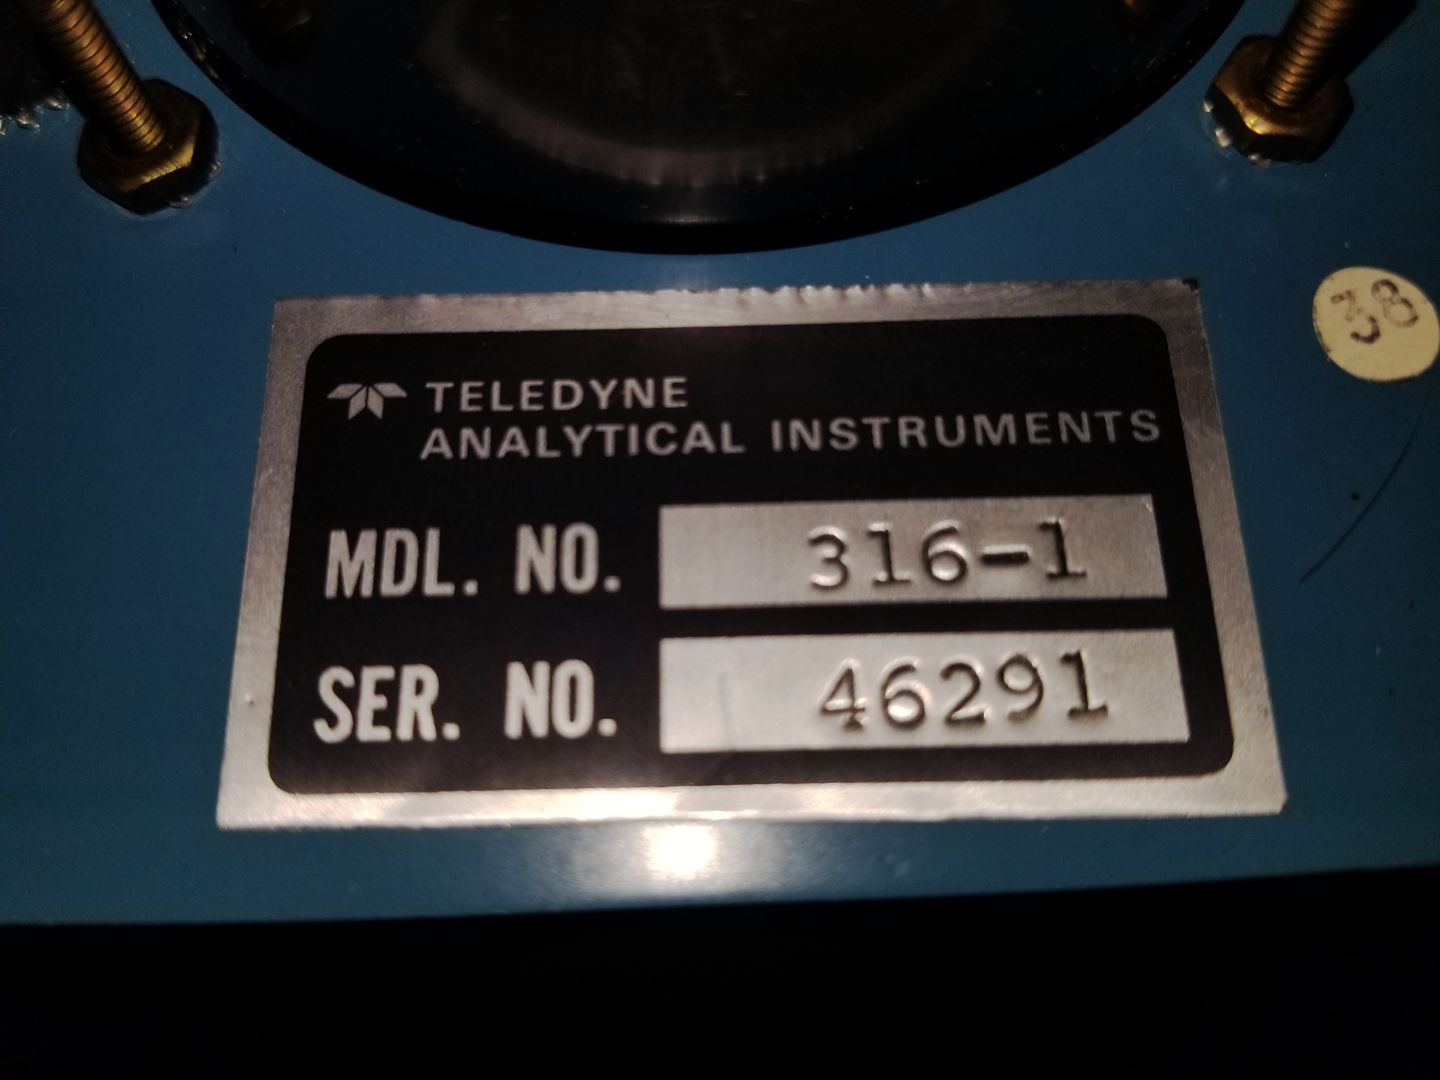 TELEDYNE
ANALYTICAL INSTRUMENTS
MDL. NO. 316-1
SER. NO. 46291
38